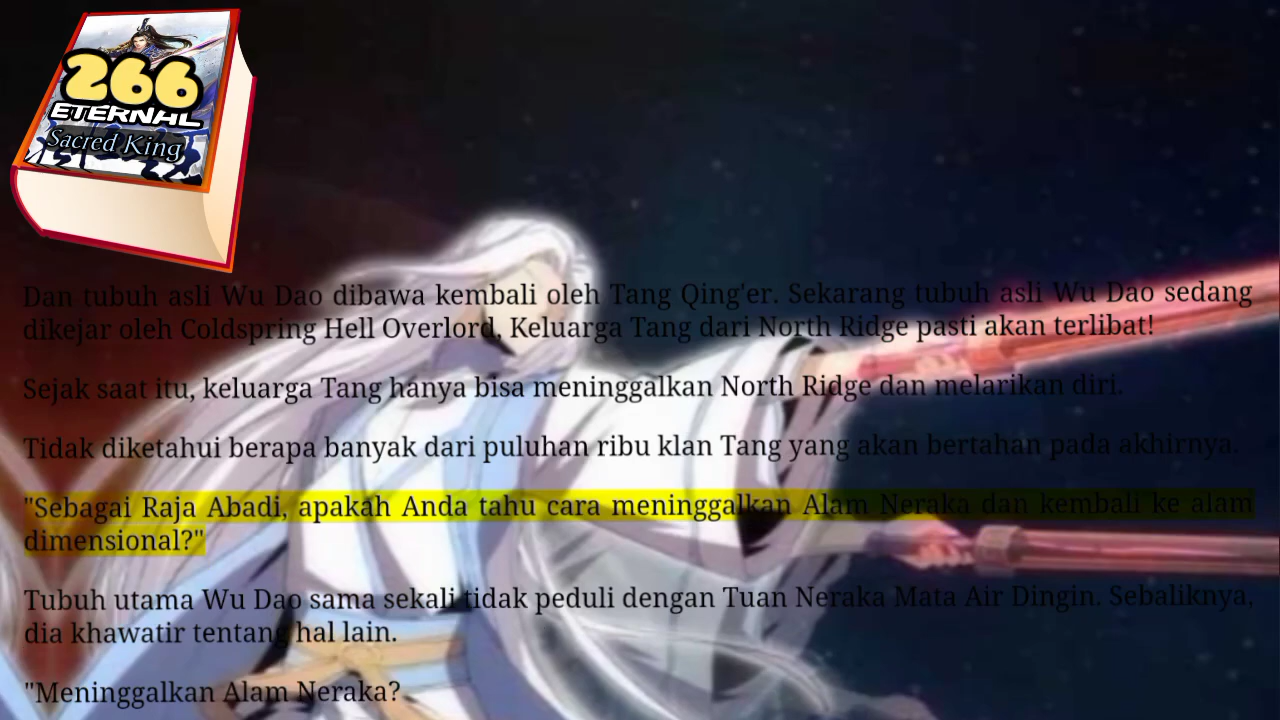 266
ETERNAL
Sacred King
Dan tubuh asli Wu Dao dibawa kembali oleh Tang Qing'er. Sekarang tubuh asli Wu Dao sedang
dikejar oleh Coldspring Hell Overlord, Keluarga Tang dari North Ridge pasti akan terlibat!
Sejak saat itu, keluarga Tang hanya bisa meninggalkan North Ridge dan melarikan diri.
Tidak diketahui berapa banyak dari puluhan ribu klan Tang yang akan bertahan pada akhirnya.
"Sebagai Raja Abadi, apakah Anda tahu cara meninggalkan Alam Neraka dan kembali ke alam
dimensional?"
Tubuh utama Wu Dao sama sekali tidak peduli dengan Tuan Neraka Mata Air Dingin. Sebaliknya,
dia khawatir tentang hal lain.
"Meninggalkan Alam Neraka?